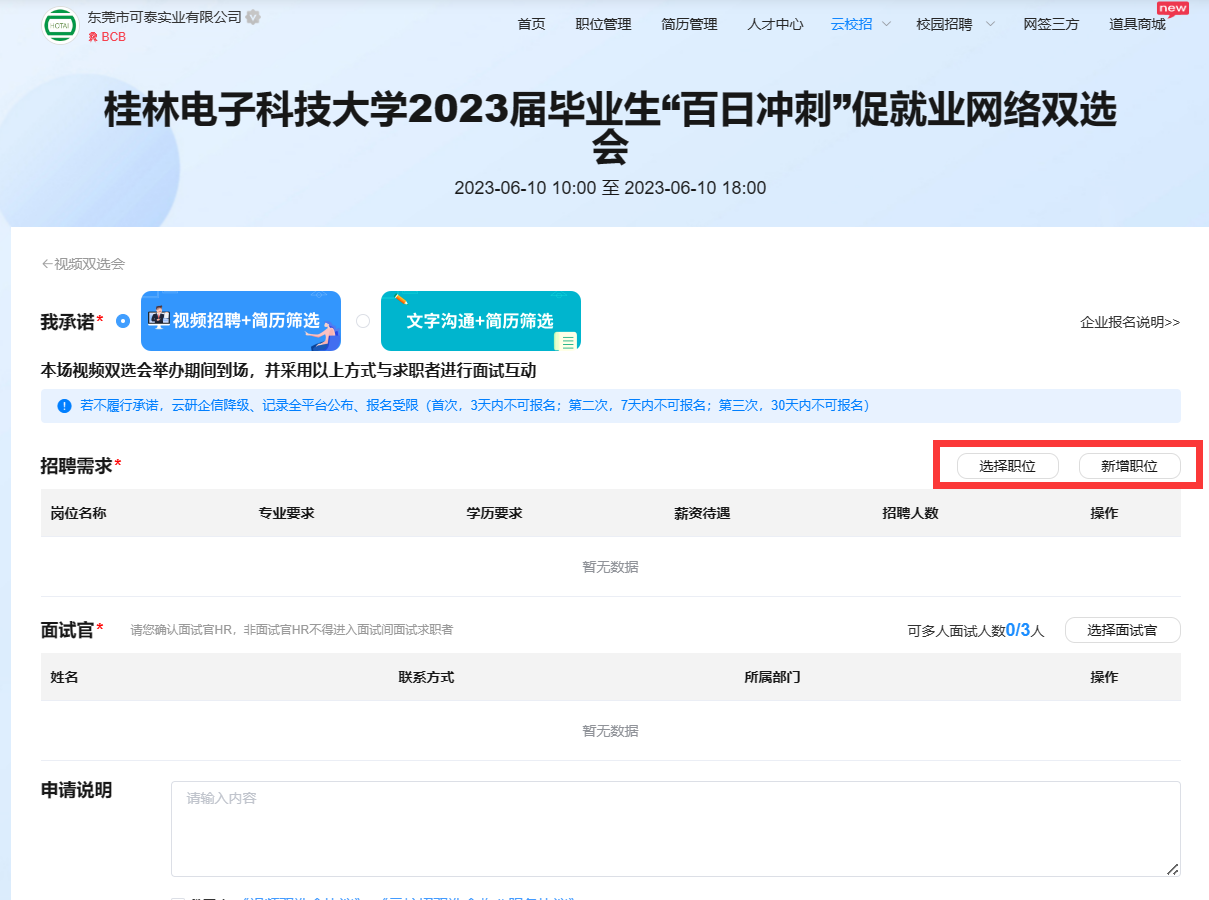 东莞市可泰实业有限公司
HOTAI
BCB
首页 职位管理 简历管理 人才中心 云校招 校园招聘 网签三方 道具商城 new
桂林电子科技大学2023届毕业生“百日冲刺”促就业网络双选
会
2023-06-10 10:00 至 2023-06-10 18:00
←视频双选会
我承诺* 视频招聘+简历筛选 文字沟通+简历筛选 企业报名说明>>
本场视频双选会举办期间到场，并采用以上方式与求职者进行面试互动
若不履行承诺，云研企信降级、记录全平台公布、报名受限（首次，3天内不可报名；第二次，7天内不可报名；第三次，30天内不可报名）
招聘需求* 选择职位 新增职位
岗位名称 专业要求 学历要求 薪资待遇 招聘人数 操作
暂无数据
面试官* 请您确认面试官HR，非面试官HR不得进入面试间面试求职者 可多人面试人数0/3人 选择面试官
姓名 联系方式 所属部门 操作
暂无数据
申请说明 请输入内容